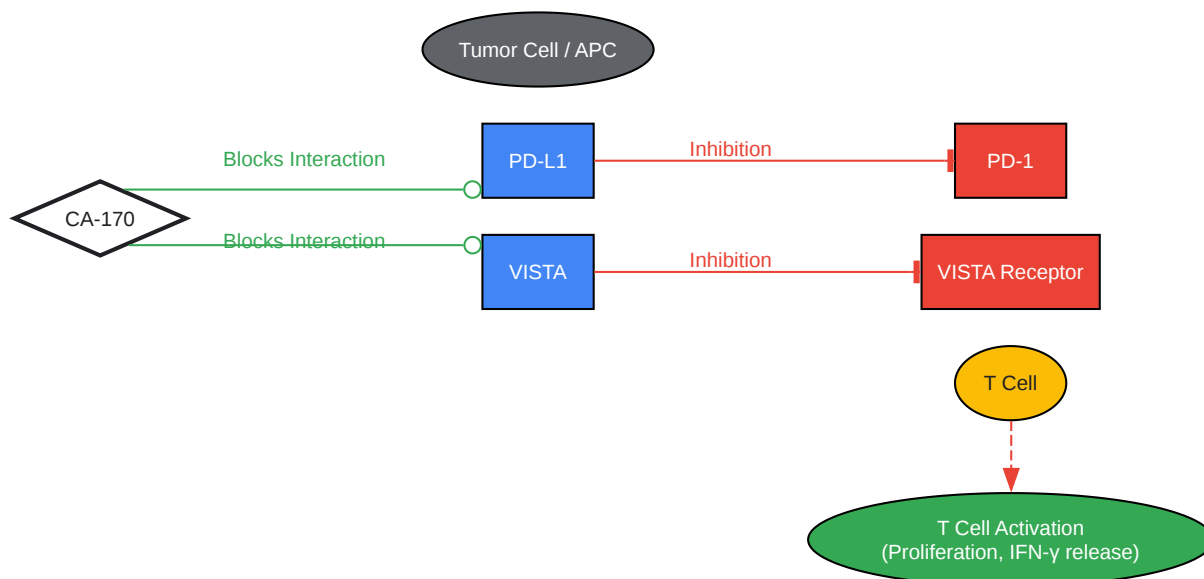 Tumor Cell / APC
Blocks Interaction
PD-L1
Inhibition
PD-1
CA-170
Blocks Interaction
VISTA
Inhibition
VISTA Receptor
T Cell
T Cell Activation
(Proliferation, IFN-γ release)